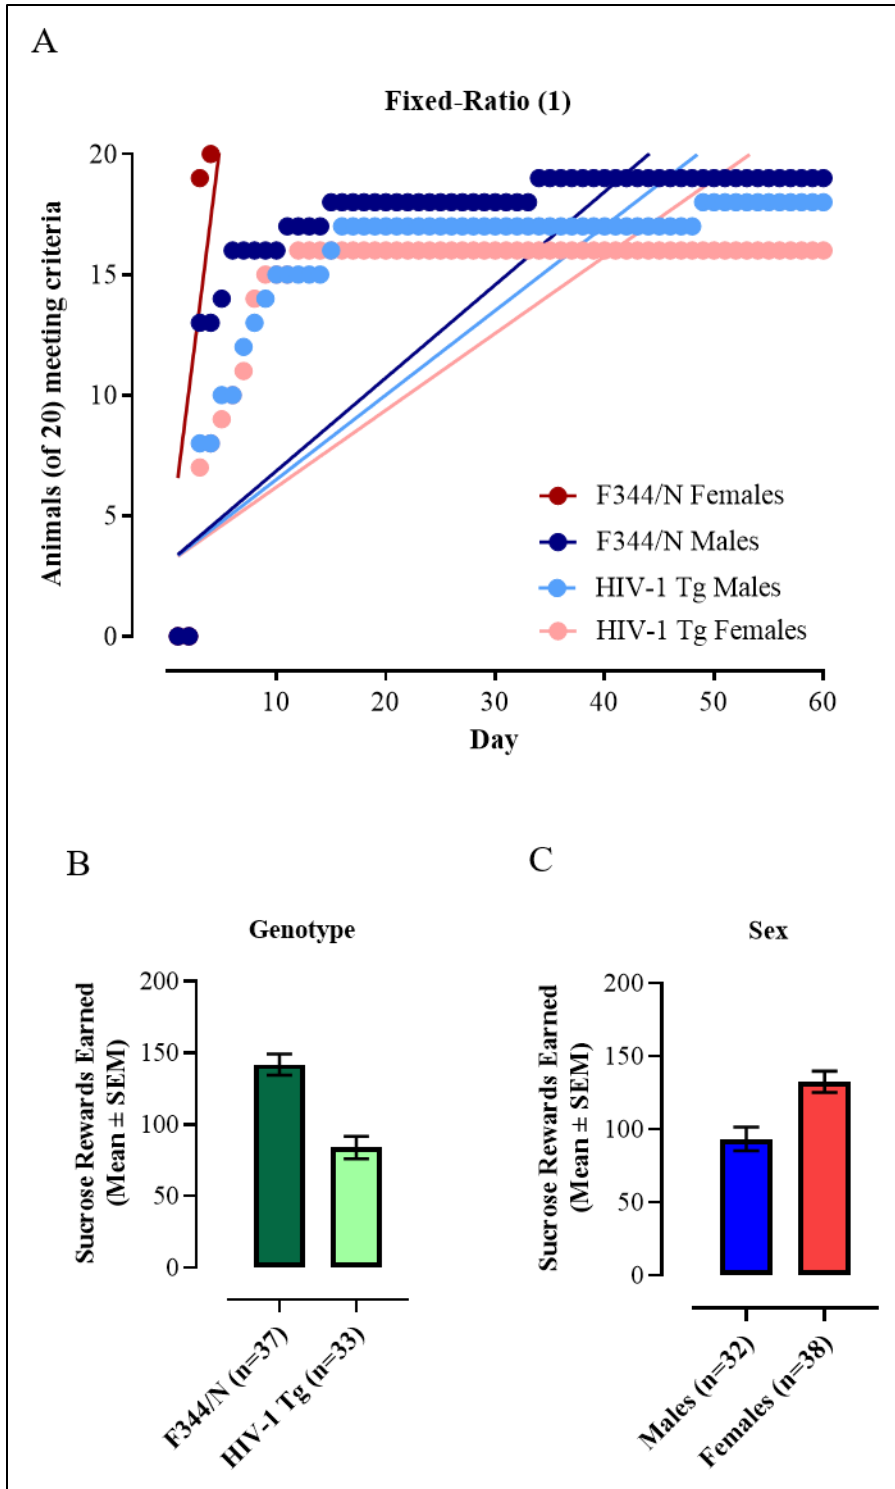 A
Fixed-Ratio (1)
Animals (of 20) meeting criteria
20
15
10
5
0
F344/N Females
F344/N Males
HIV-1 Tg Males
HIV-1 Tg Females
10 20 30 40 50 60
Day
B
Genotype
Sucrose Rewards Earned
(Mean ± SEM)
200
150
100
50
0
F344/N (n=37)
HIV-1 Tg (n=33)
C
Sex
Sucrose Rewards Earned
(Mean ± SEM)
200
150
100
50
0
Males (n=32)
Females (n=38)